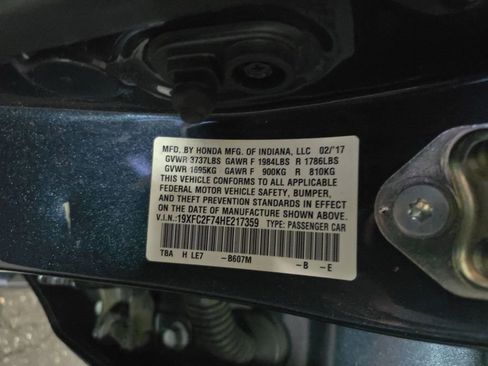 MFD. BY HONDA MFG. OF INDIANA, LLC 02/'17
GVWR 3737LBS GAWR F 1984LBS R 1786LBS
GVWR 1695KG GAWR F 900KG R 810KG
THIS VEHICLE CONFORMS TO ALL APPLICABLE
FEDERAL MOTOR VEHICLE SAFETY, BUMPER,
AND THEFT PREVENTION STANDARDS IN EFFECT
ON THE DATE OF MANUFACTURE SHOWN ABOVE.
V.I.N.:19XFC2F74HE217359 TYPE: PASSENGER CAR
TBA H LE7 -B607M -B -E